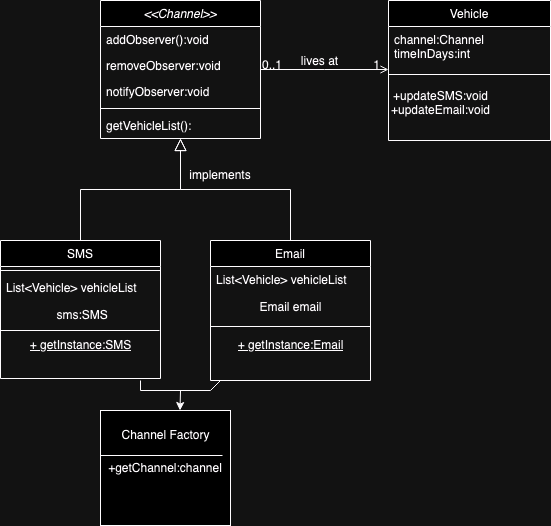 <<Channel>>
addObserver():void
removeObserver:void
notifyObserver:void
getVehicleList():
0..1
lives at
1
Vehicle
channel:Channel
timeInDays:int
+updateSMS:void
+updateEmail:void
implements
SMS
List<Vehicle> vehicleList
sms:SMS
+ getInstance:SMS
Email
List<Vehicle> vehicleList
Email email
+ getInstance:Email
Channel Factory
+getChannel:channel